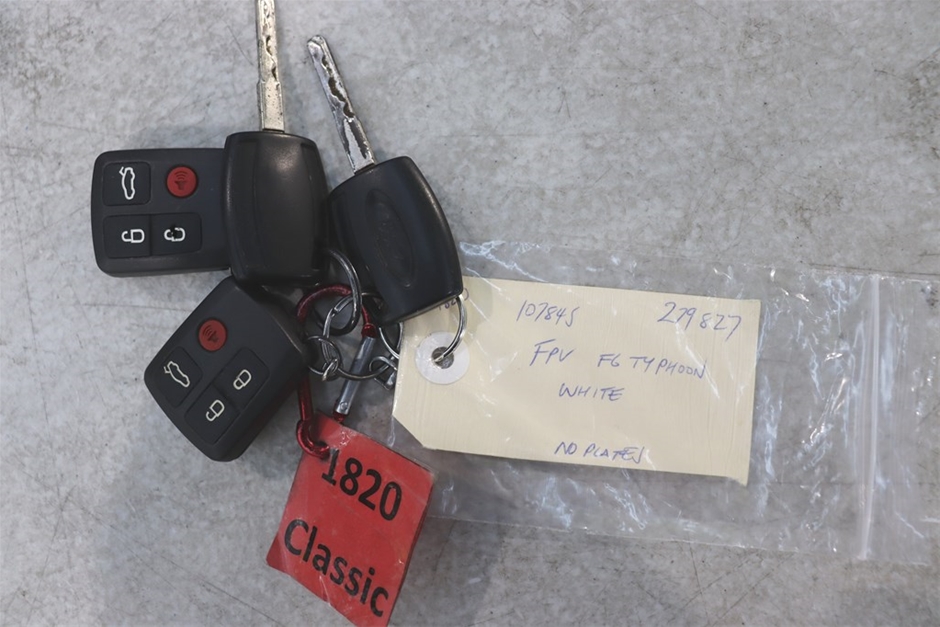 107845 279827
FPV FG TYPHOON
WHITE
NO PLATES
1820
Classic